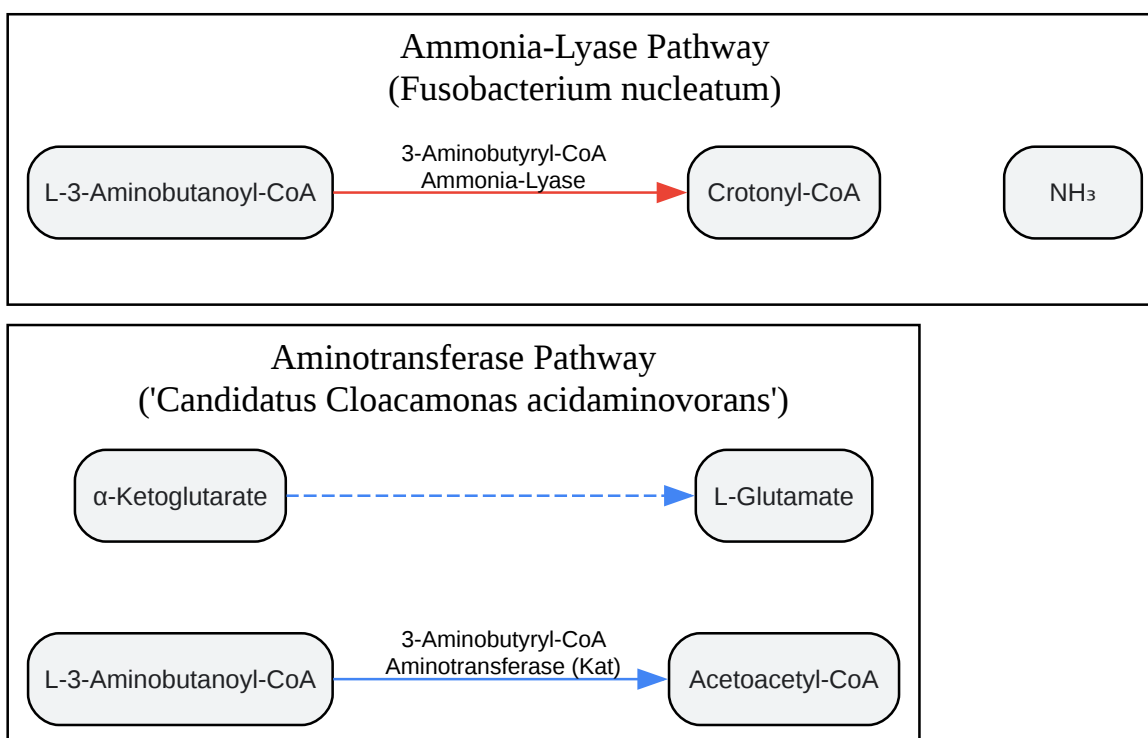 Ammonia-Lyase Pathway
(Fusobacterium nucleatum)
3-Aminobutyryl-CoA
Ammonia-Lyase
L-3-Aminobutanoyl-CoA
Crotonyl-CoA
NH₃
Aminotransferase Pathway
('Candidatus Cloacamonas acidaminovorans')
α-Ketoglutarate
L-Glutamate
3-Aminobutyryl-CoA
Aminotransferase (Kat)
L-3-Aminobutanoyl-CoA
Acetoacetyl-CoA